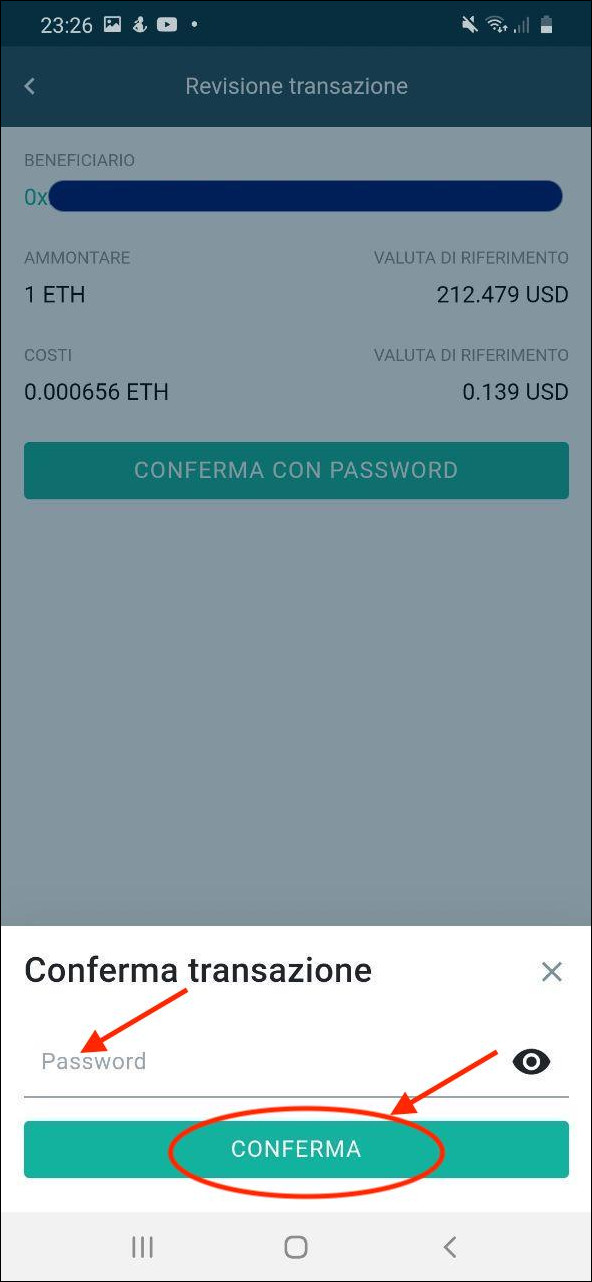 23:26
Revisione transazione
BENEFICIARIO
0x
AMMONTARE VALUTA DI RIFERIMENTO
1 ETH 212.479 USD
COSTI VALUTA DI RIFERIMENTO
0.000656 ETH 0.139 USD
CONFERMA CON PASSWORD
Conferma transazione
Password
CONFERMA